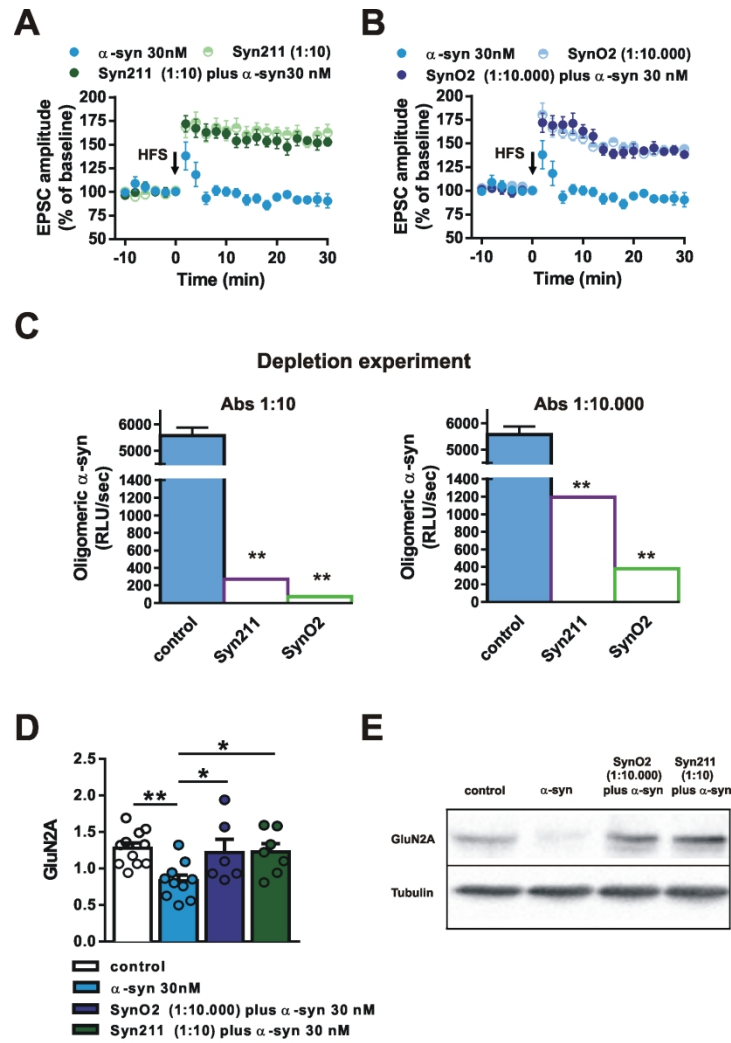 A
α-syn 30nM Syn211 (1:10)
Syn211 (1:10) plus α-syn30 nM
EPSC amplitude
(% of baseline)
175
150
125
100
75
50
HFS
-10 0 10 20 30
Time (min)
B
α-syn 30nM SynO2 (1:10.000)
SynO2 (1:10.000) plus α-syn 30 nM
EPSC amplitude
(% of baseline)
175
150
125
100
75
50
HFS
-10 0 10 20 30
Time (min)
C
Depletion experiment
Abs 1:10
Oligomeric α-syn
(RLU/sec)
6000
5000
1400
1200
1000
800
600
400
200
0
**
**
control
Syn211
SynO2
Abs 1:10.000
Oligomeric α-syn
(RLU/sec)
6000
5000
1400
1200
1000
800
600
400
200
0
**
**
control
Syn211
SynO2
D
GluN2A
2.5
2.0
1.5
1.0
0.5
0.0
*
*
**
control
α-syn 30nM
SynO2 (1:10.000) plus α-syn 30 nM
Syn211 (1:10) plus α-syn 30 nM
E
control
α-syn
SynO2
(1:10.000)
plus α-syn
Syn211
(1:10)
plus α-syn
GluN2A
Tubulin